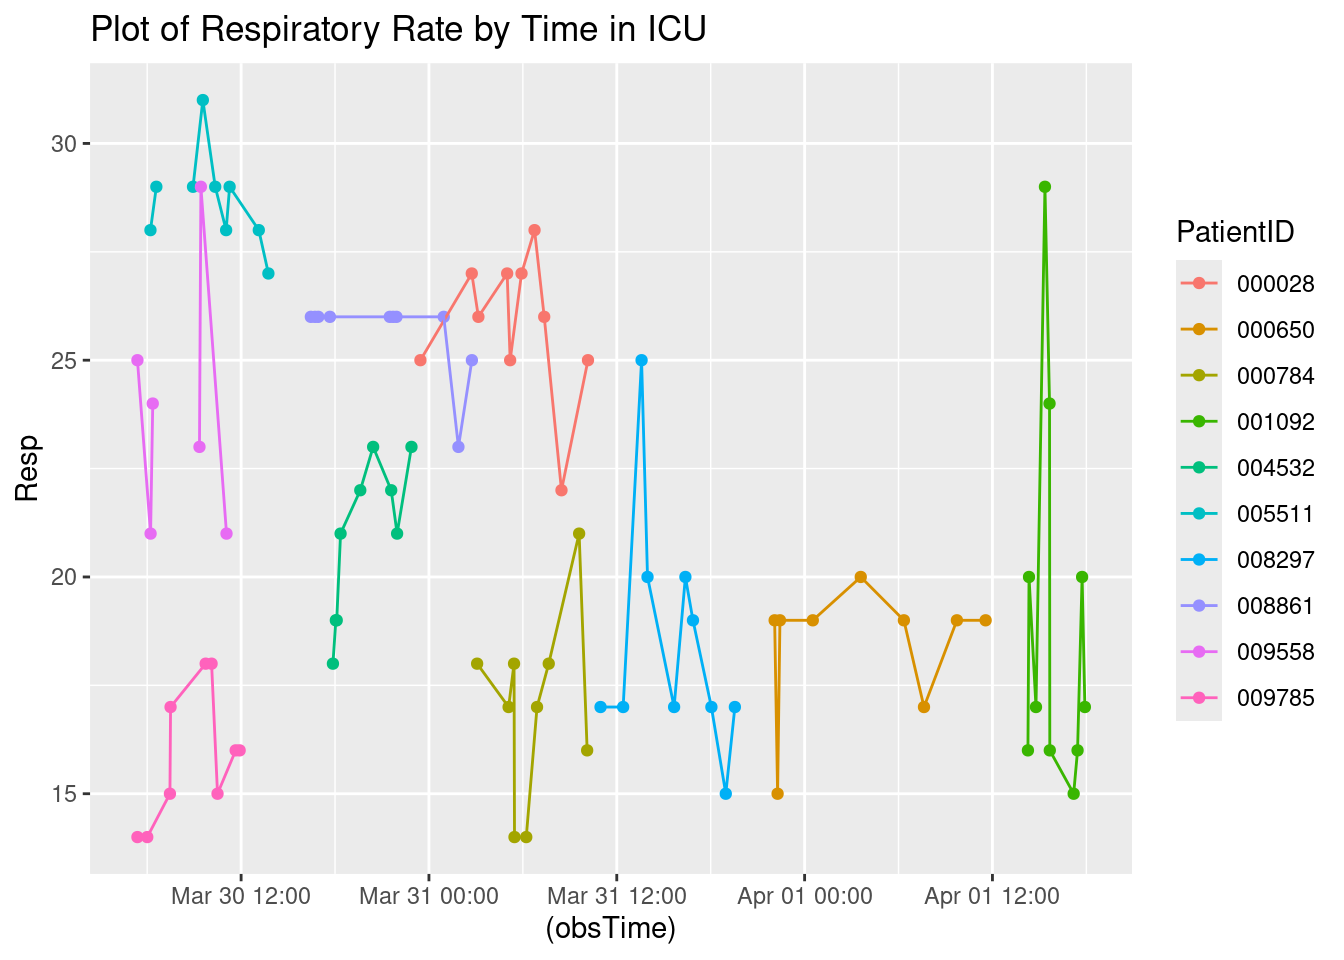 Plot of Respiratory Rate by Time in ICU
Resp
30
25
20
15
Mar 30 12:00
Mar 31 00:00
Mar 31 12:00
Apr 01 00:00
Apr 01 12:00
(obsTime)
PatientID
000028
000650
000784
001092
004532
005511
008297
008861
009558
009785